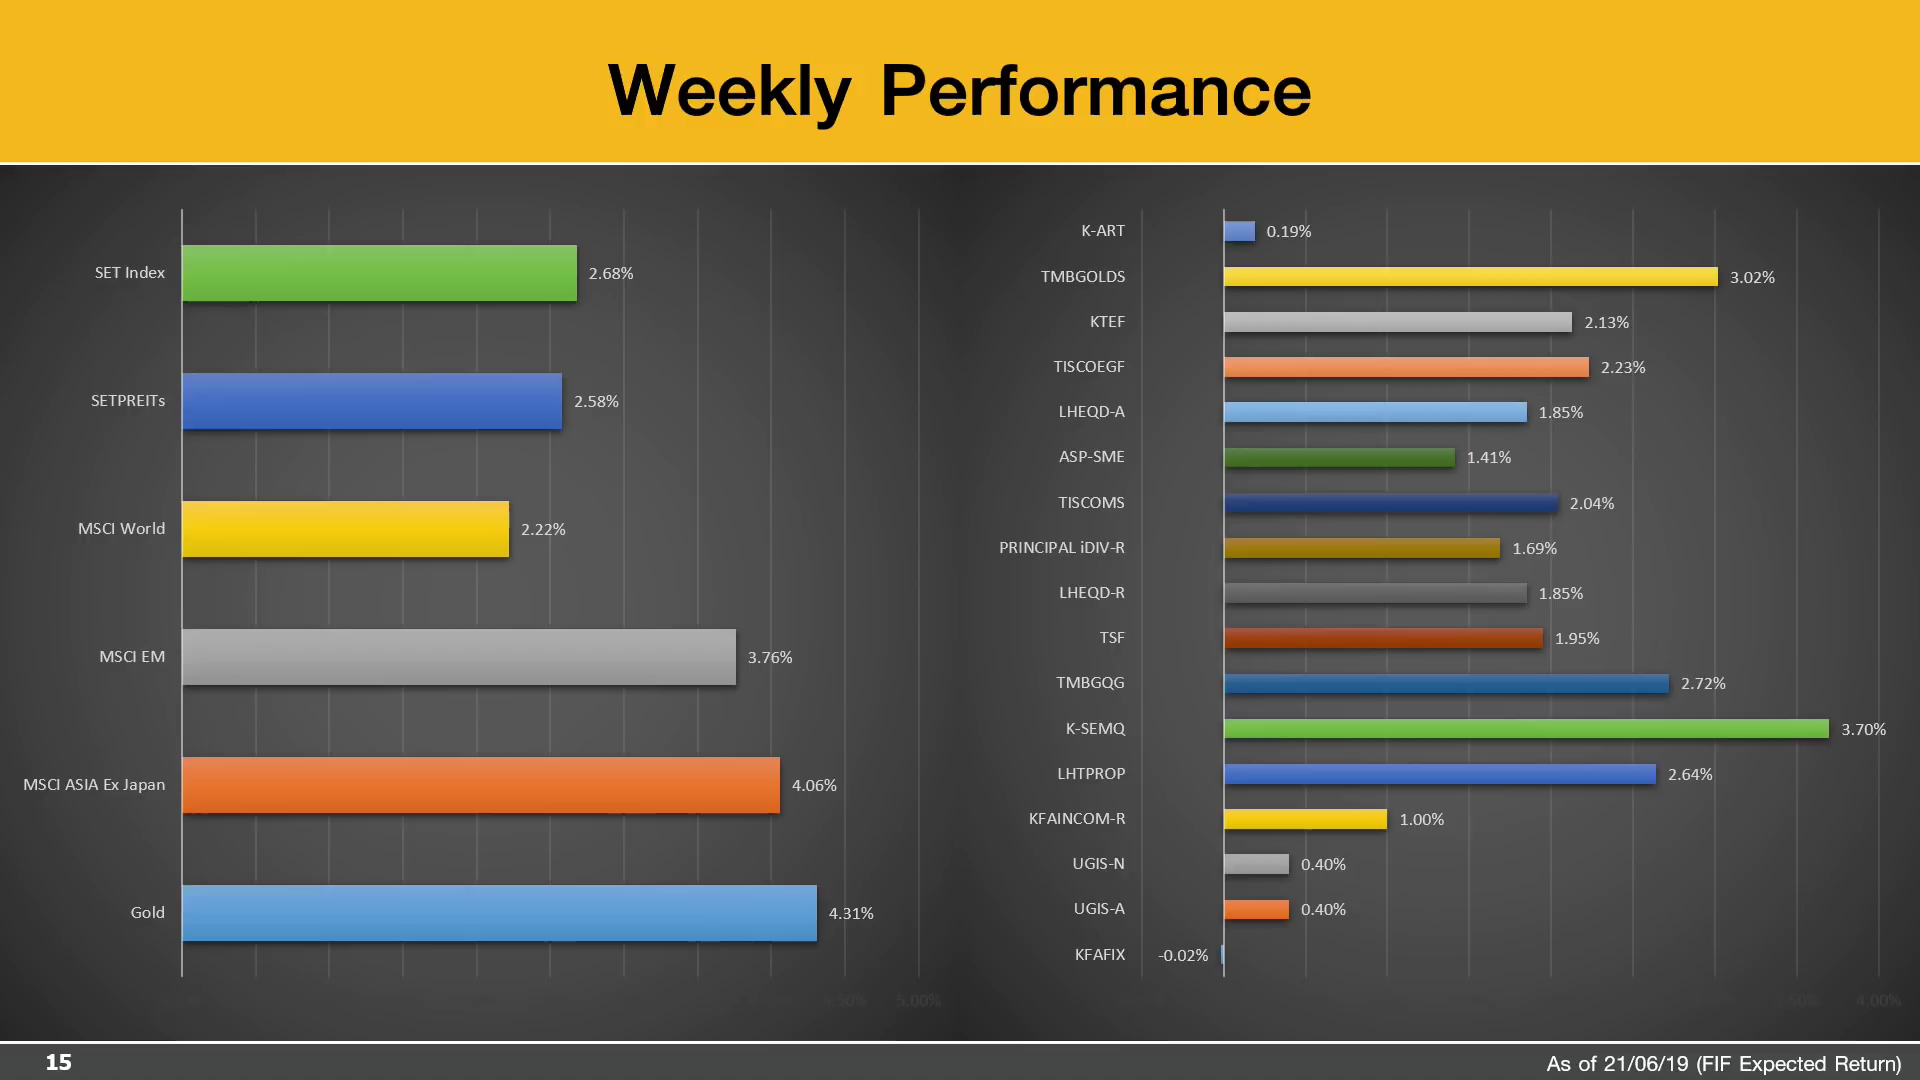 Weekly Performance
SET Index 2.68%
SETPREITs 2.58%
MSCI World 2.22%
MSCI EM 3.76%
MSCI ASIA Ex Japan 4.06%
Gold 4.31%
5.00%
K-ART 0.19%
TMBGOLDS 3.02%
KTEF 2.13%
TISCOEGF 2.23%
LHEQD-A 1.85%
ASP-SME 1.41%
TISCOMS 2.04%
PRINCIPAL iDIV-R 1.69%
LHEQD-R 1.85%
TSF 1.95%
TMBGQG 2.72%
K-SEMQ 3.70%
LHTPROP 2.64%
KFAINCOM-R 1.00%
UGIS-N 0.40%
UGIS-A 0.40%
KFAFIX -0.02%
4.00%
15
As of 21/06/19 (FIF Expected Return)